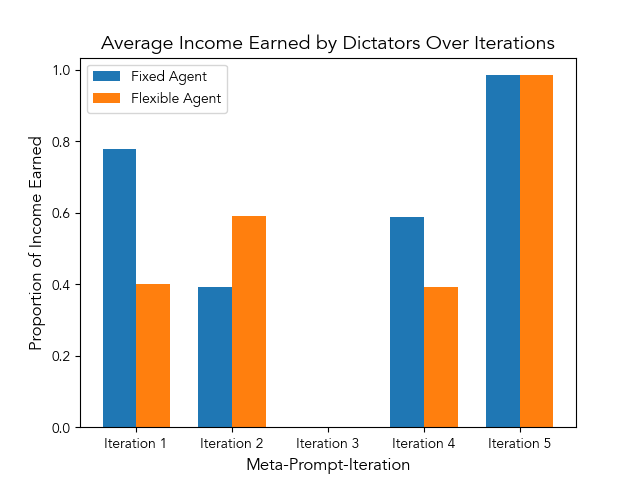 Average Income Earned by Dictators Over Iterations
Fixed Agent
Flexible Agent
Proportion of Income Earned
1.0
0.8
0.6
0.4
0.2
0.0
Iteration 1 Iteration 2 Iteration 3 Iteration 4 Iteration 5
Meta-Prompt-Iteration